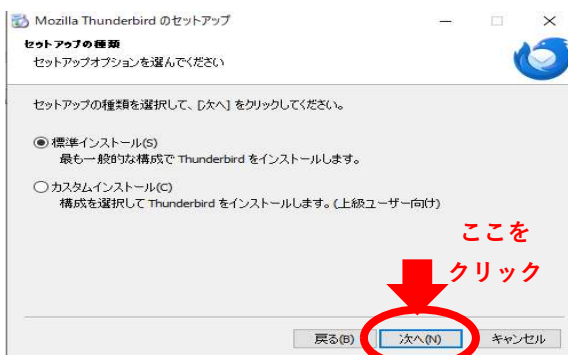 Mozilla Thunderbird のセットアップ
セットアップの種類
セットアップオプションを選んでください
セットアップの種類を選択して、[次へ] をクリックしてください。
標準インストール(S)
最も一般的な構成で Thunderbird をインストールします。
カスタムインストール(C)
構成を選択して Thunderbird をインストールします。(上級ユーザー向け)
ここを
クリック
戻る(B)
次へ(N)
キャンセル